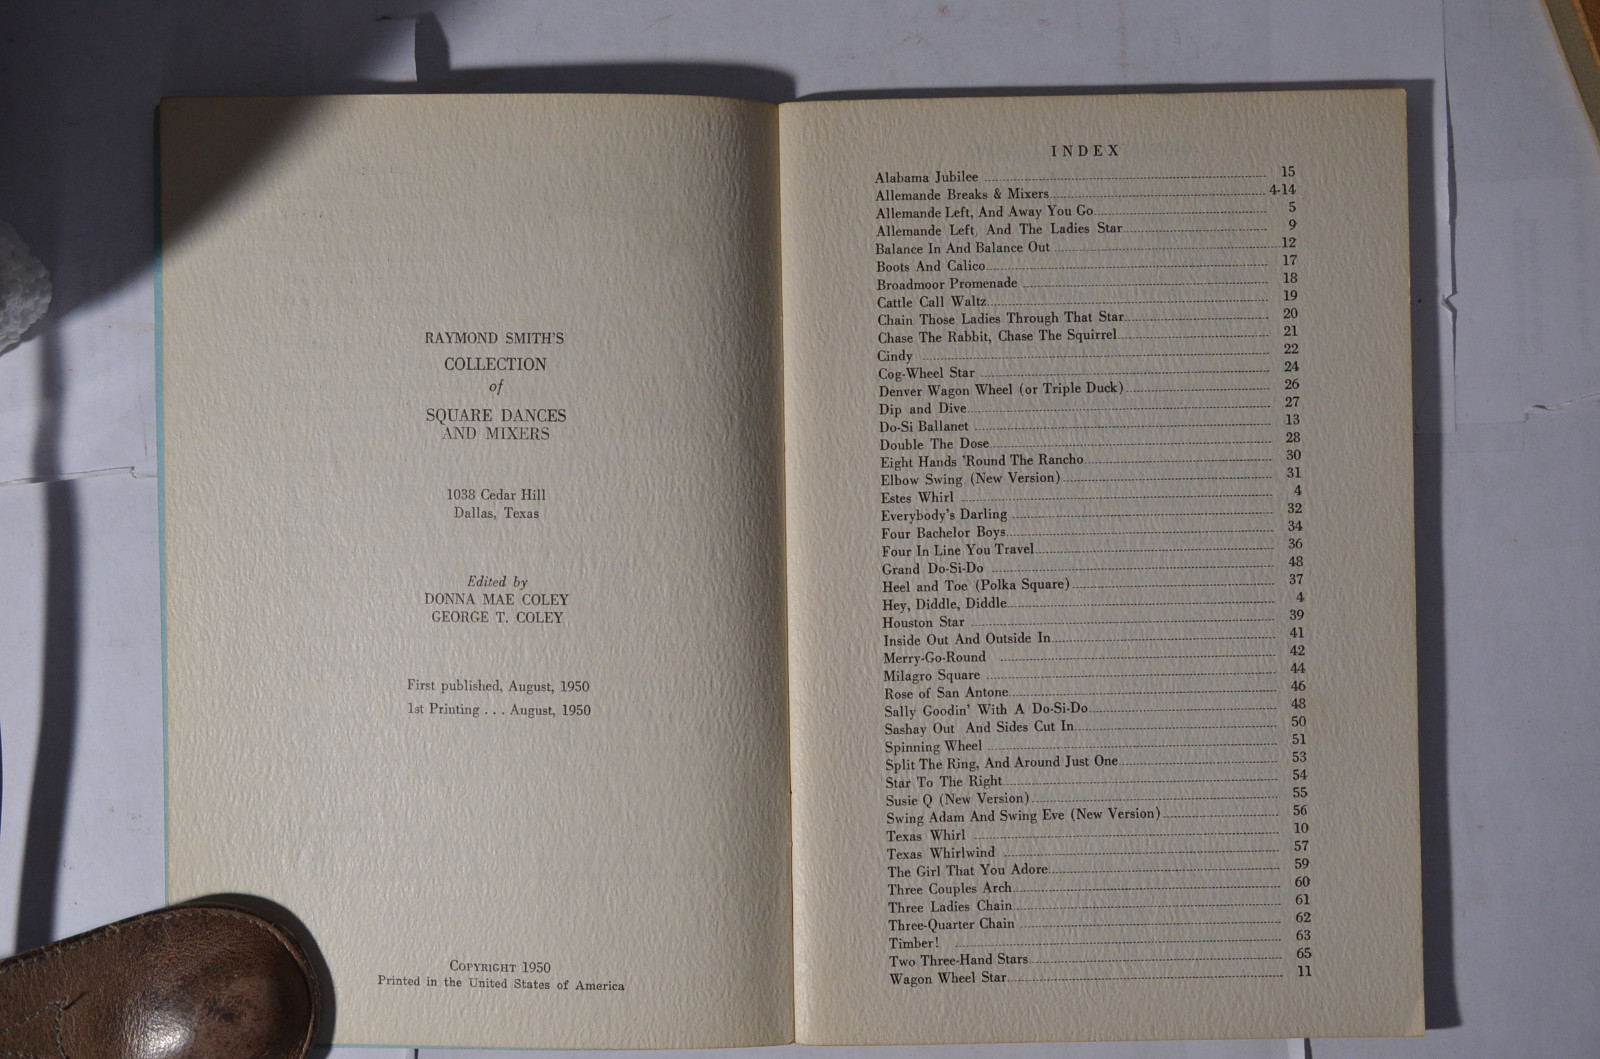 RAYMOND SMITH'S
COLLECTION
of
SQUARE DANCES
AND MIXERS
1038 Cedar Hill
Dallas, Texas
Edited by
DONNA MAE COLEY
GEORGE T. COLEY
First published, August, 1950
1st Printing . . . August, 1950
COPYRIGHT 1950
Printed in the United States of America
INDEX
Alabama Jubilee 15
Allemande Breaks & Mixers 4-14
Allemande Left, And Away You Go 5
Allemande Left, And The Ladies Star 9
Balance In And Balance Out 12
Boots And Calico 17
Broadmoor Promenade 18
Cattle Call Waltz 19
Chain Those Ladies Through That Star 20
Chase The Rabbit, Chase The Squirrel 21
Cindy 22
Cog-Wheel Star 24
Denver Wagon Wheel (or Triple Duck) 26
Dip and Dive 27
Do-Si Ballanet 13
Double The Dose 28
Eight Hands 'Round The Rancho 30
Elbow Swing (New Version) 31
Estes Whirl 4
Everybody's Darling 32
Four Bachelor Boys 34
Four In Line You Travel 36
Grand Do-Si-Do 48
Heel and Toe (Polka Square) 37
Hey, Diddle, Diddle 4
Houston Star 39
Inside Out And Outside In 41
Merry-Go-Round 42
Milagro Square 44
Rose of San Antone 46
Sally Goodin' With A Do-Si-Do 48
Sashay Out And Sides Cut In 50
Spinning Wheel 51
Split The Ring, And Around Just One 53
Star To The Right 54
Susie Q (New Version) 55
Swing Adam And Swing Eve (New Version) 56
Texas Whirl 10
Texas Whirlwind 57
The Girl That You Adore 59
Three Couples Arch 60
Three Ladies Chain 61
Three-Quarter Chain 62
Timber! 63
Two Three-Hand Stars 65
Wagon Wheel Star 11